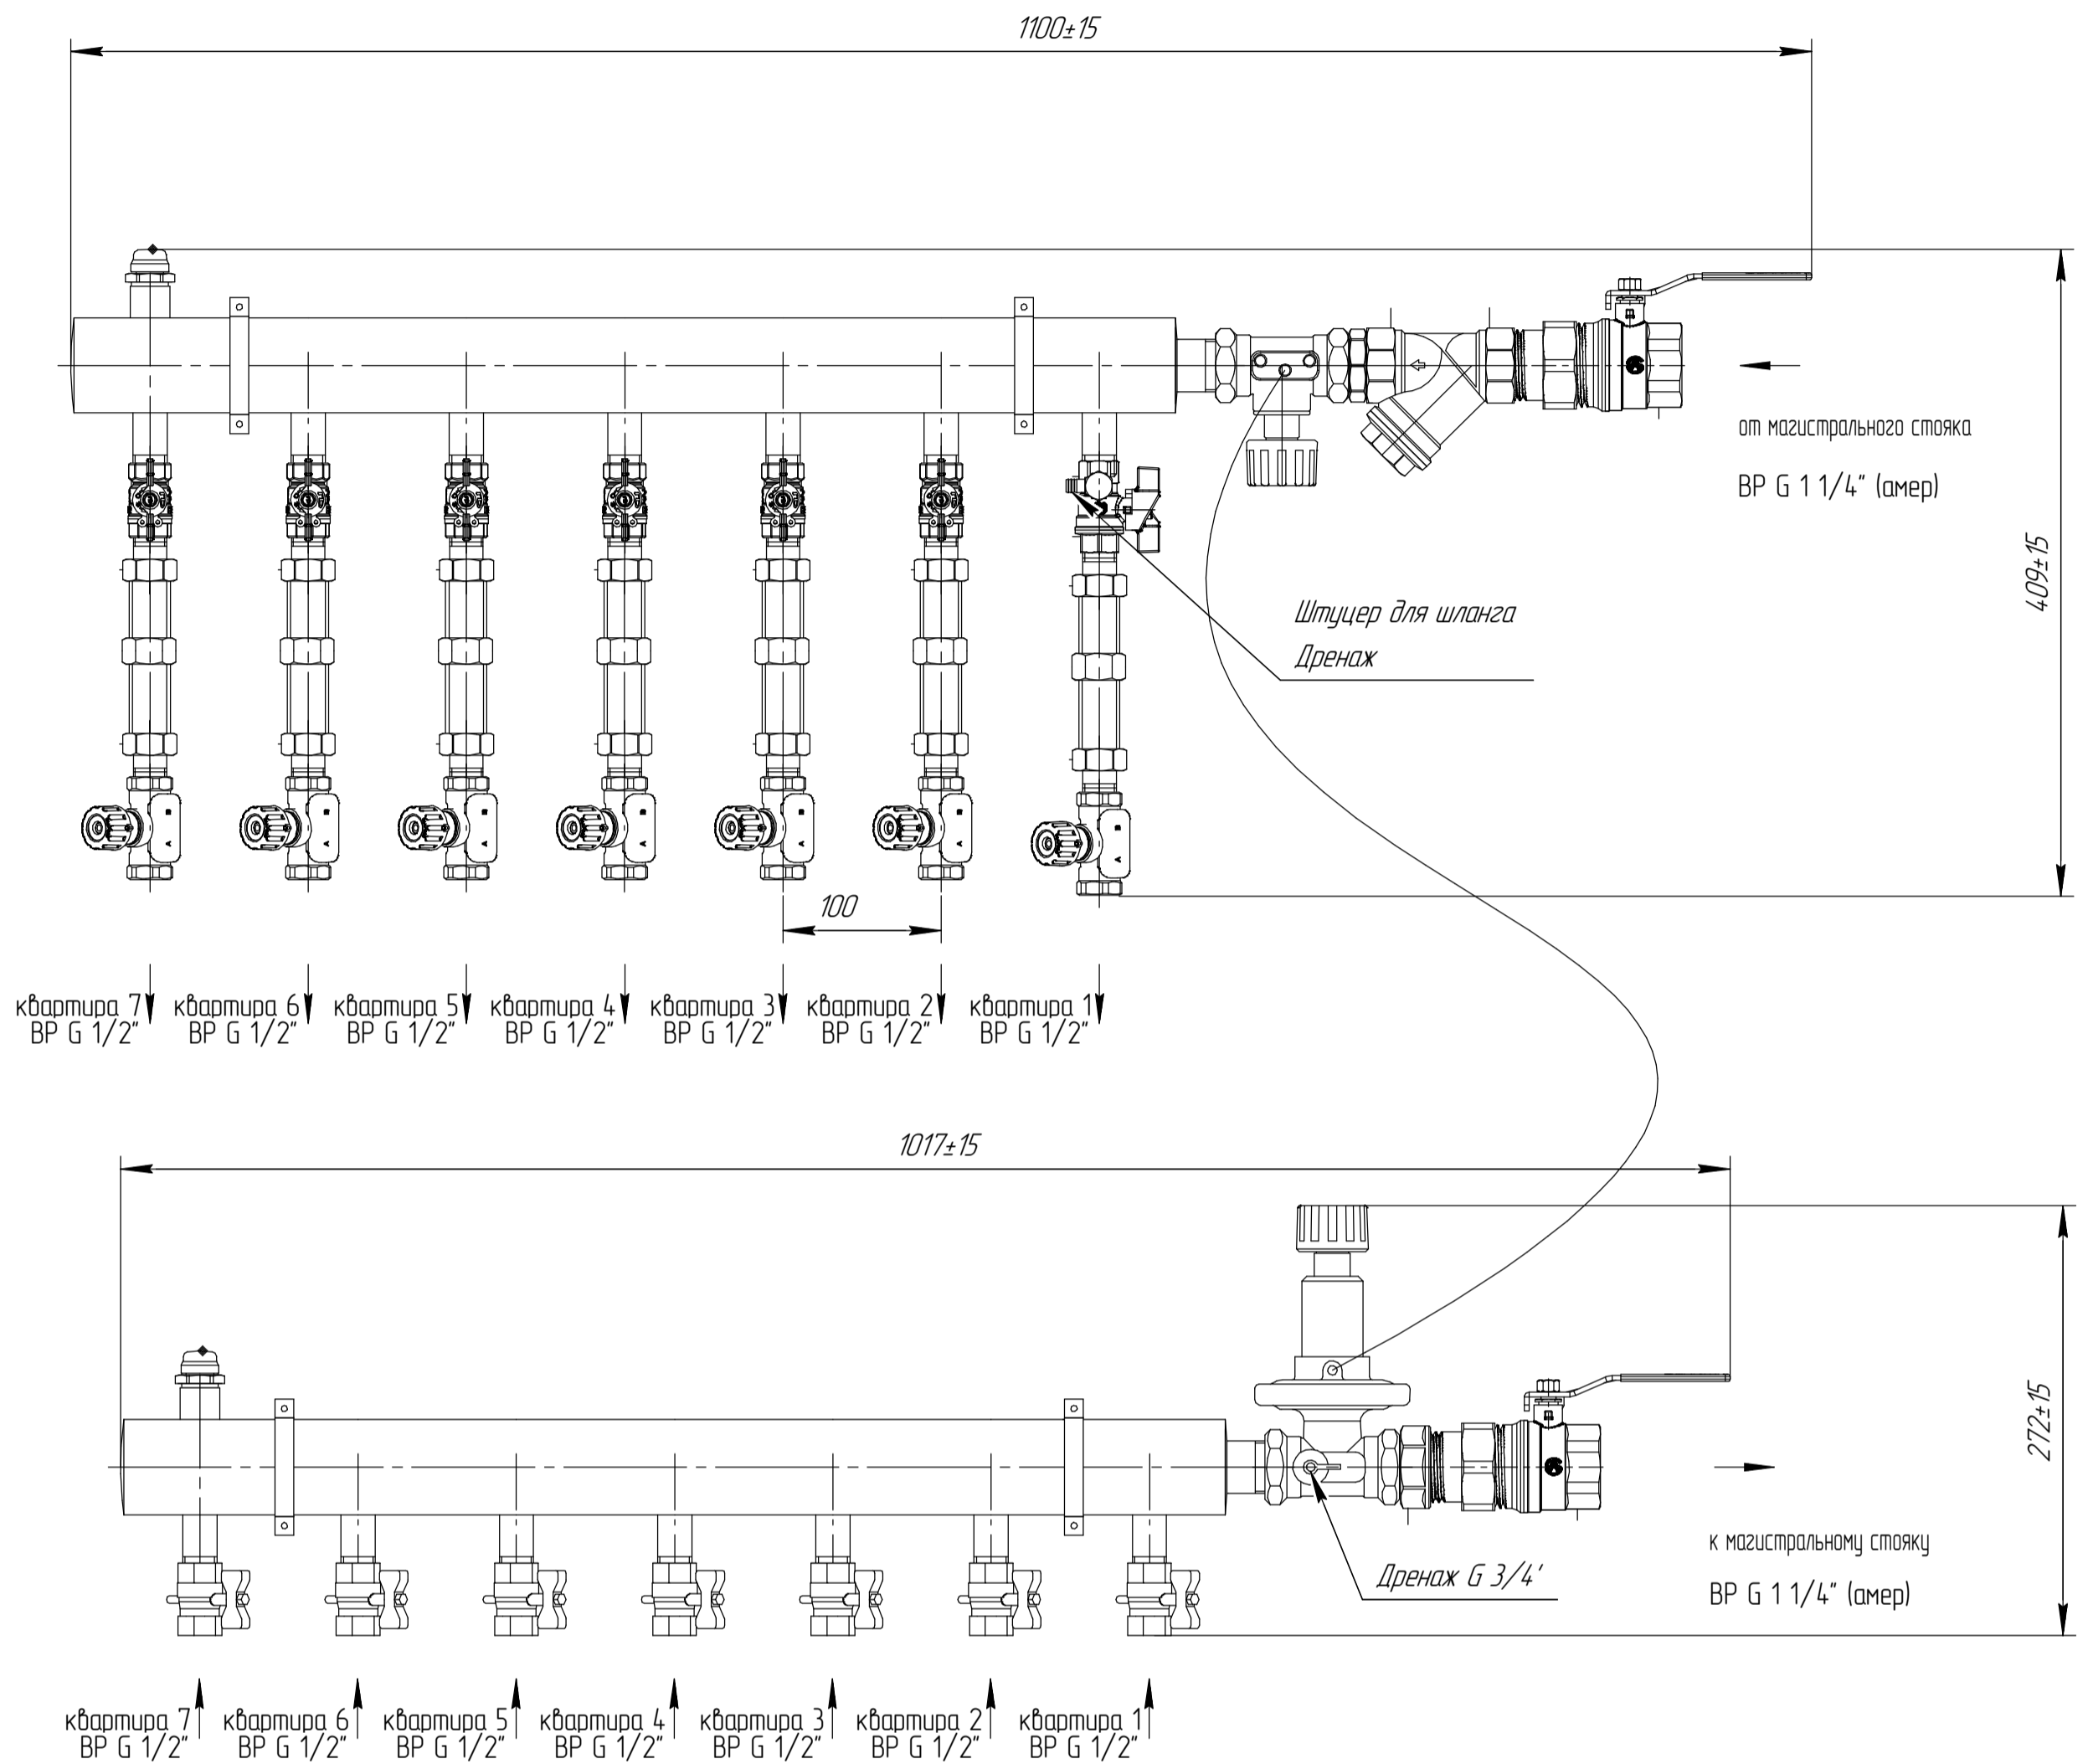 1100±15
от магистрального стояка
ВР G 1 1/4" (амер)
409±15
Штуцер для шланга
Дренаж
100
квартира 7
ВР G 1/2"
квартира 6
ВР G 1/2"
квартира 5
ВР G 1/2"
квартира 4
ВР G 1/2"
квартира 3
ВР G 1/2"
квартира 2
ВР G 1/2"
квартира 1
ВР G 1/2"
1017±15
272±15
Дренаж G 3/4'
к магистральному стояку
ВР G 1 1/4" (амер)
квартира 7
ВР G 1/2"
квартира 6
ВР G 1/2"
квартира 5
ВР G 1/2"
квартира 4
ВР G 1/2"
квартира 3
ВР G 1/2"
квартира 2
ВР G 1/2"
квартира 1
ВР G 1/2"